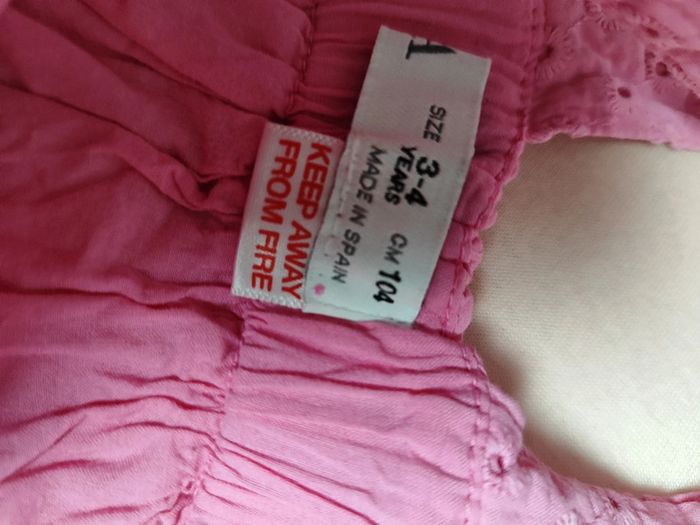 SIZE 3-4 CM 104
YEARS
MADE IN SPAIN
KEEP AWAY
FROM FIRE